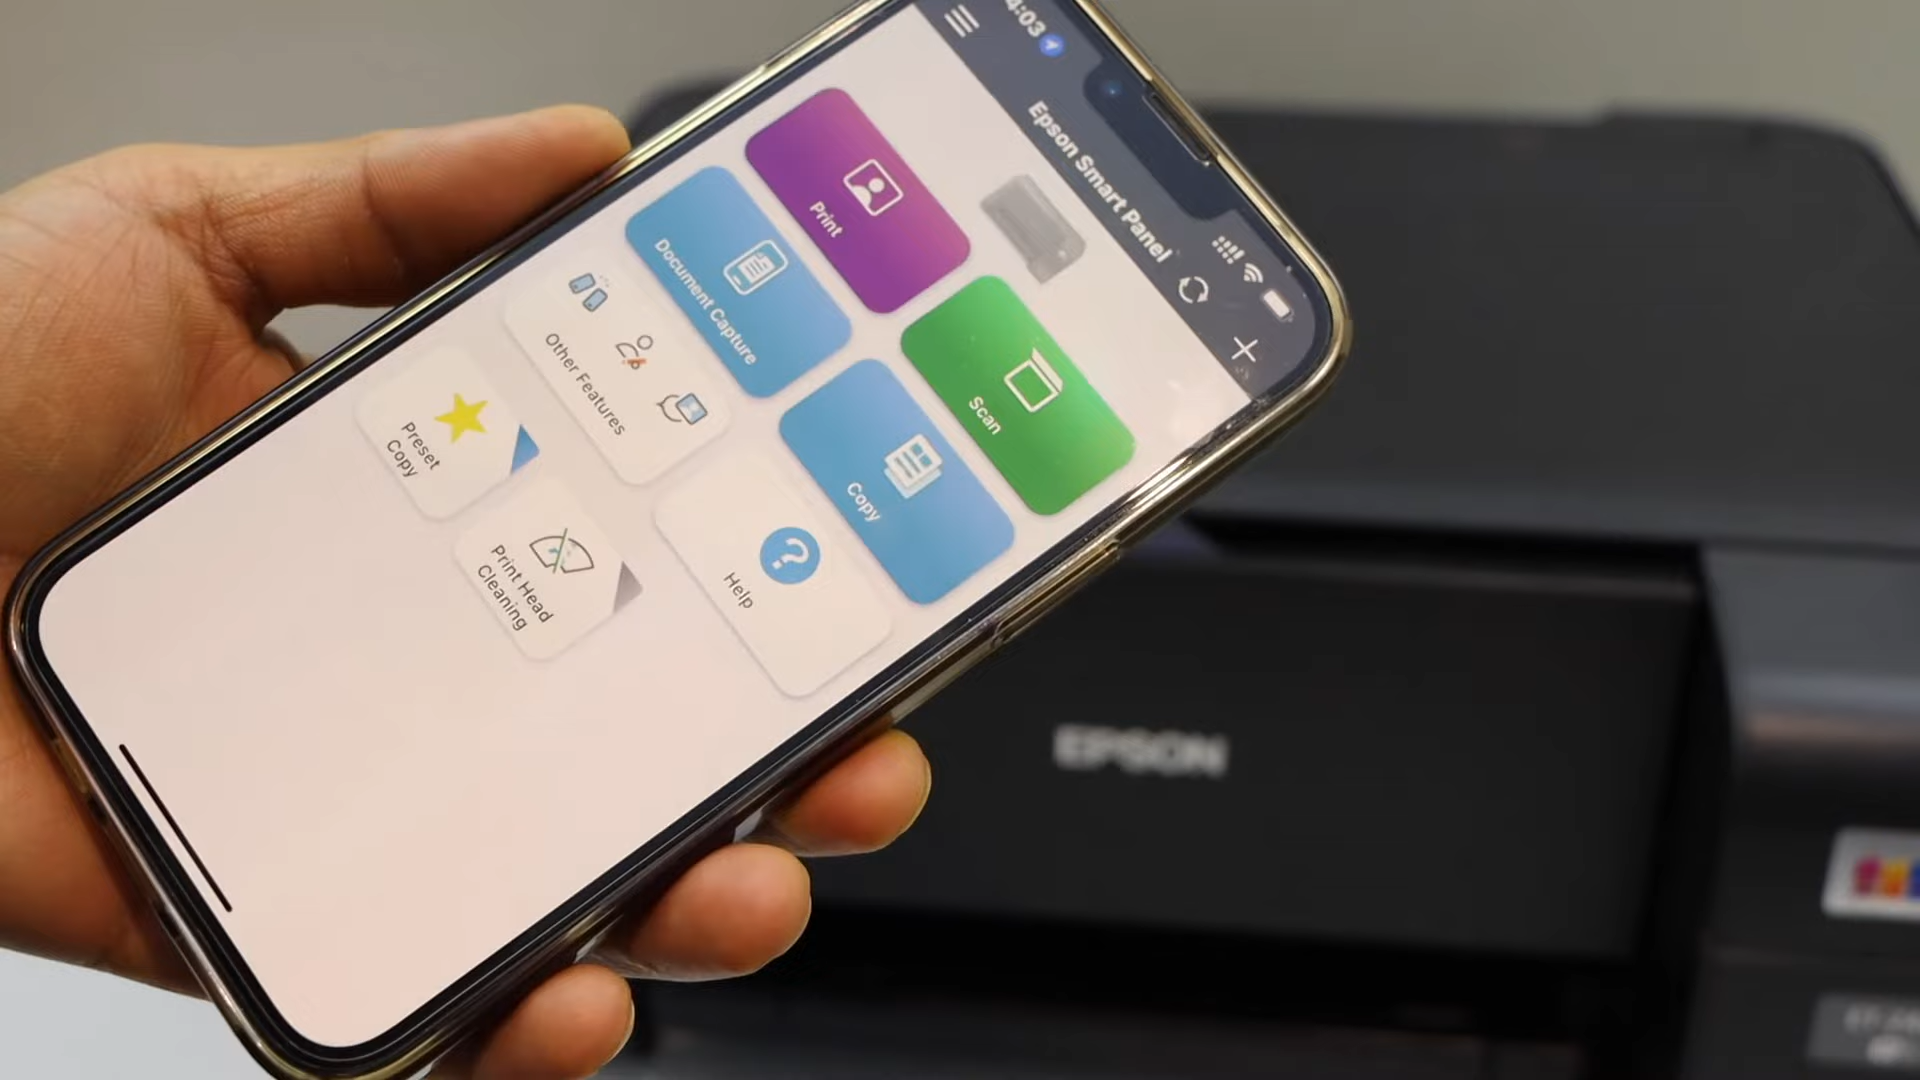 4:03
Epson Smart Panel
Print
Scan
Document Capture
Copy
Other Features
Help
Preset
Copy
Print Head
Cleaning
EPSON